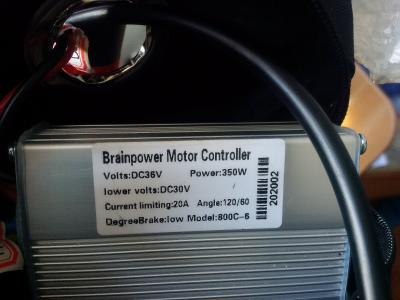 Brainpower Motor Controller
Volts:DC36V Power:350W
lower volts:DC30V
Current limiting:20A Angle:120/60
DegreeBrake:low Model:800C-6
202002